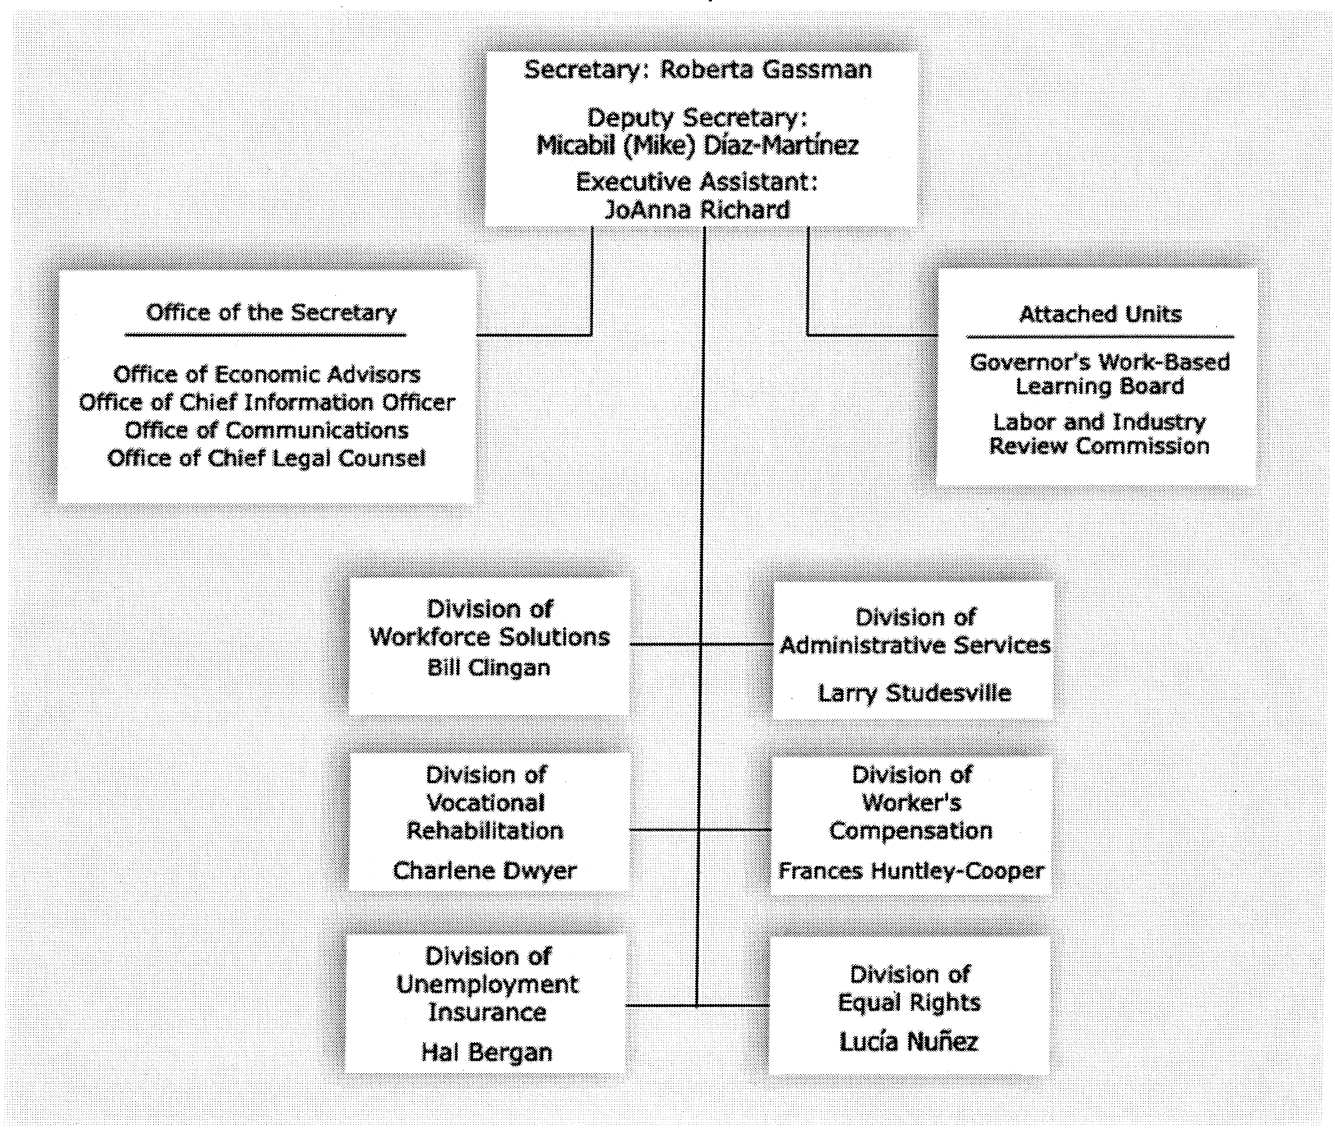 Secretary: Roberta Gassman
Deputy Secretary:
Micabil (Mike) Díaz-Martínez
Executive Assistant:
JoAnna Richard
Office of the Secretary
Office of Economic Advisors
Office of Chief Information Officer
Office of Communications
Office of Chief Legal Counsel
Attached Units
Governor's Work-Based
Learning Board
Labor and Industry
Review Commission
Division of
Workforce Solutions
Bill Clingan
Division of
Administrative Services
Larry Studesville
Division of
Vocational
Rehabilitation
Charlene Dwyer
Division of
Worker's
Compensation
Frances Huntley-Cooper
Division of
Unemployment
Insurance
Hal Bergan
Division of
Equal Rights
Lucía Nuñez